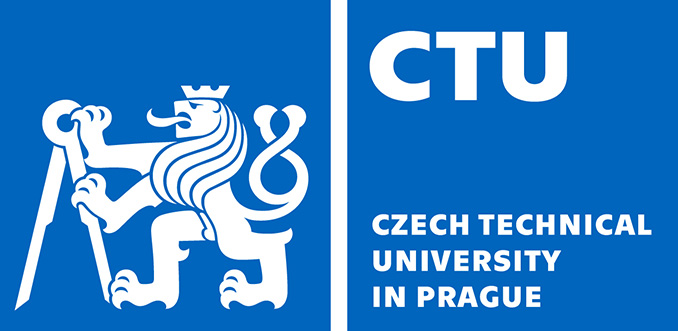 CTU
CZECH TECHNICAL
UNIVERSITY
IN PRAGUE